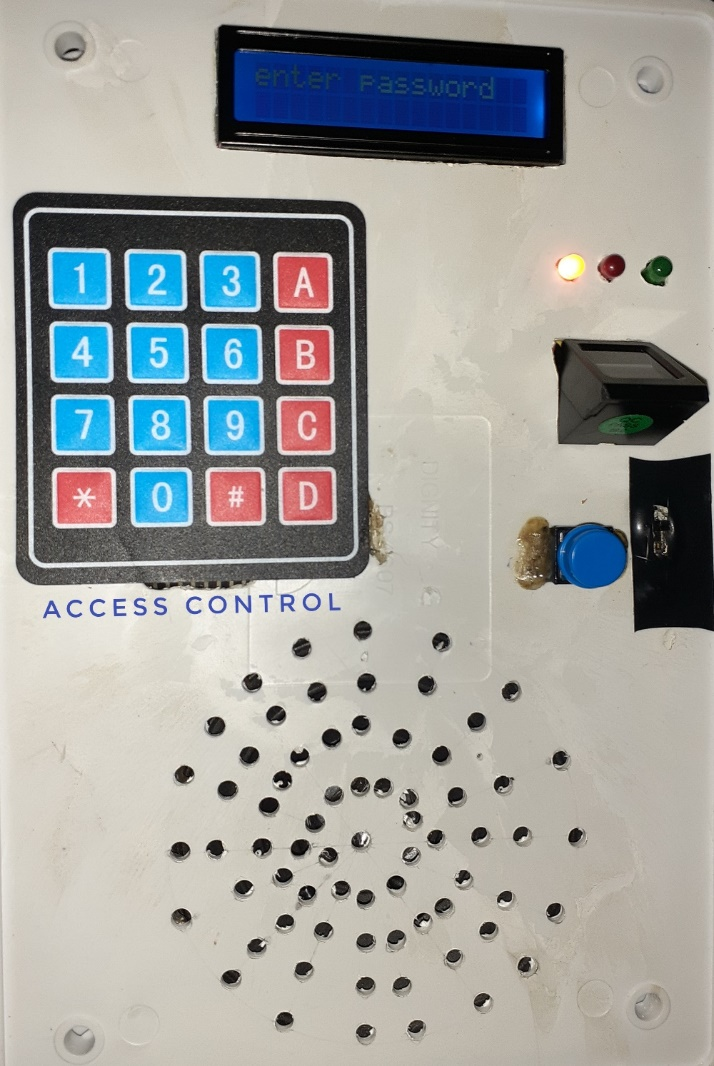 enter password
1 2 3 A
4 5 6 B
7 8 9 C
* 0 # D
ACCESS CONTROL